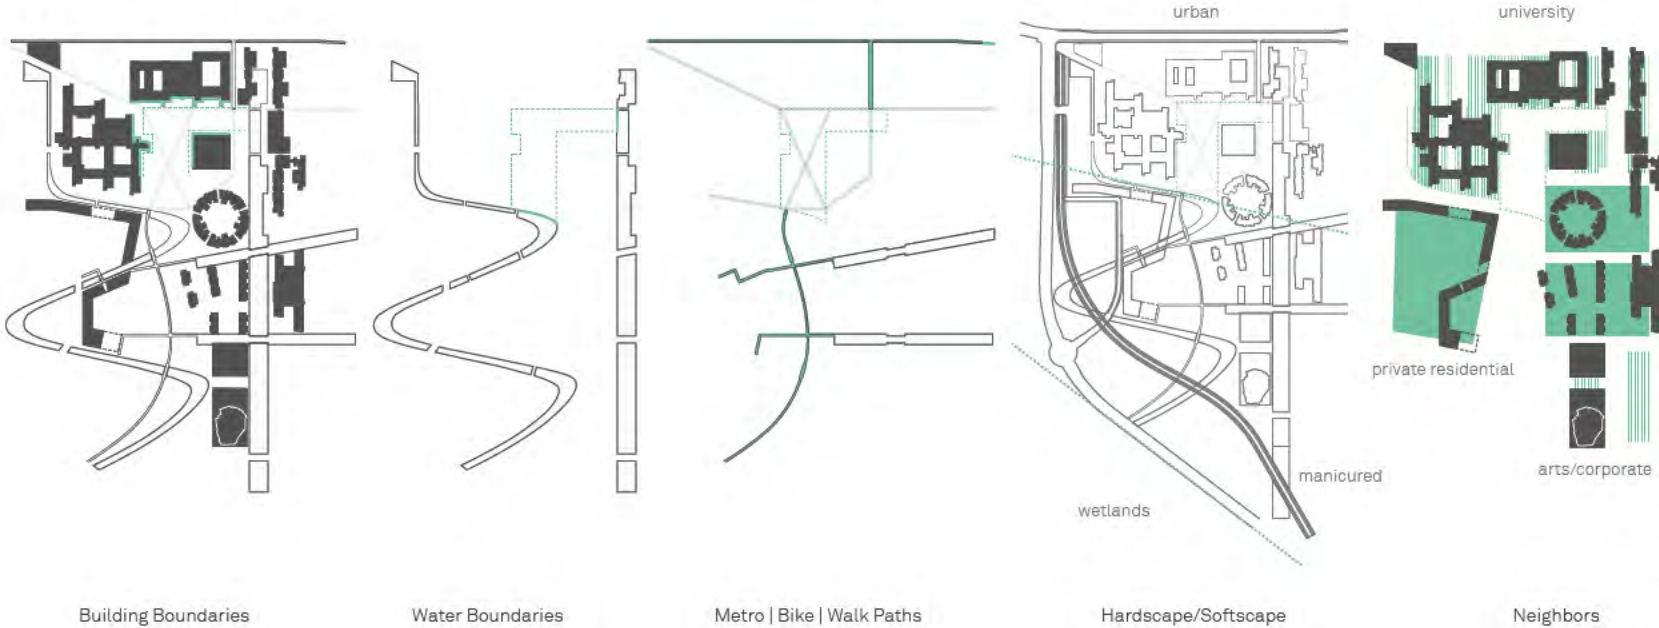 urban
university
private residential
arts/corporate
manicured
wetlands
Building Boundaries
Water Boundaries
Metro | Bike | Walk Paths
Hardscape/Softscape
Neighbors